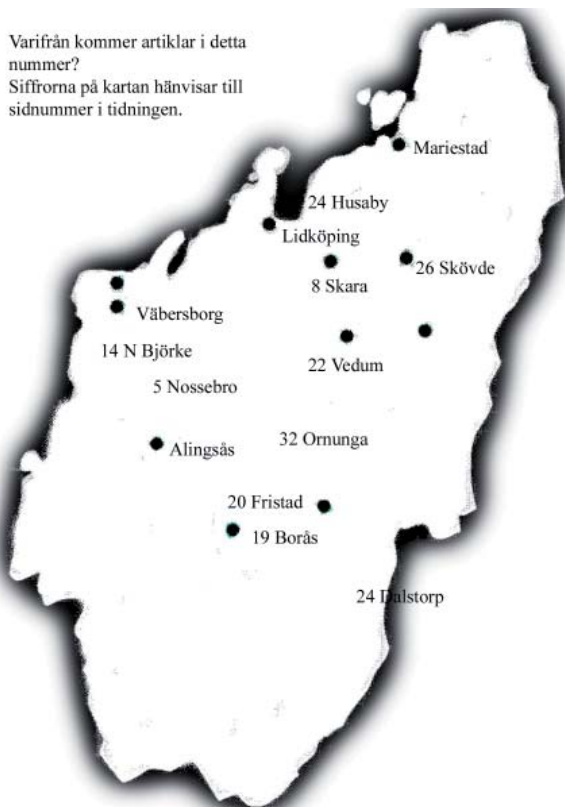 Varifrån kommer artiklar i detta
nummer?
Siffrorna på kartan hänvisar till
sidnummer i tidningen.
Mariestad
24 Husaby
Lidköping
26 Skövde
8 Skara
Väbersborg
14 N Björke
22 Vedum
5 Nossebro
32 Ornunga
Alingsås
20 Fristad
19 Borås
24 Dalstorp